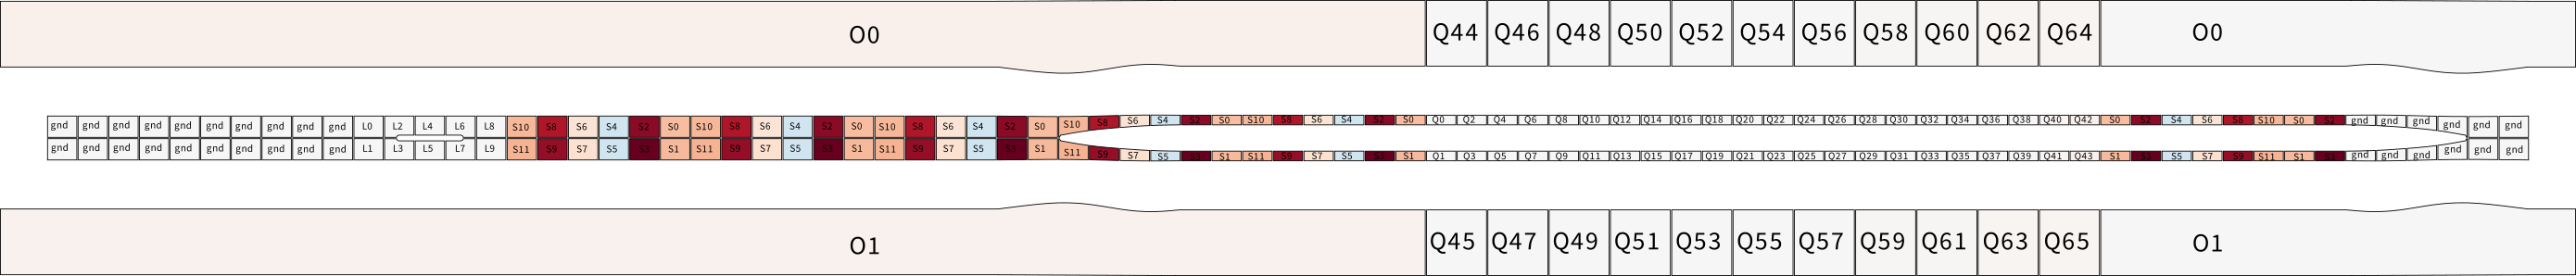 O0 Q44 Q46 Q48 Q50 Q52 Q54 Q56 Q58 Q60 Q62 Q64 O0
gnd gnd gnd gnd gnd gnd gnd gnd gnd gnd L0 L2 L4 L6 L8 S10 S8 S6 S4 S2 S0 S10 S8 S6 S4 S2 S0 S10 S8 S6 S4 S2 S0 S10 S8 S6 S4 S2 S0 S10 S8 S6 S4 S2 S0 Q0 Q2 Q4 Q6 Q8 Q10 Q12 Q14 Q16 Q18 Q20 Q22 Q24 Q26 Q28 Q30 Q32 Q34 Q36 Q38 Q40 Q42 S0 S2 S4 S6 S8 S10 S0 S2 gnd gnd gnd gnd gnd gnd
gnd gnd gnd gnd gnd gnd gnd gnd gnd gnd L1 L3 L5 L7 L9 S11 S9 S7 S5 S3 S1 S11 S9 S7 S5 S3 S1 S11 S9 S7 S5 S3 S1 S11 S9 S7 S5 S3 S1 S11 S9 S7 S5 S3 S1 Q1 Q3 Q5 Q7 Q9 Q11 Q13 Q15 Q17 Q19 Q21 Q23 Q25 Q27 Q29 Q31 Q33 Q35 Q37 Q39 Q41 Q43 S1 S3 S5 S7 S9 S11 S1 S3 gnd gnd gnd gnd gnd gnd
O1 Q45 Q47 Q49 Q51 Q53 Q55 Q57 Q59 Q61 Q63 Q65 O1